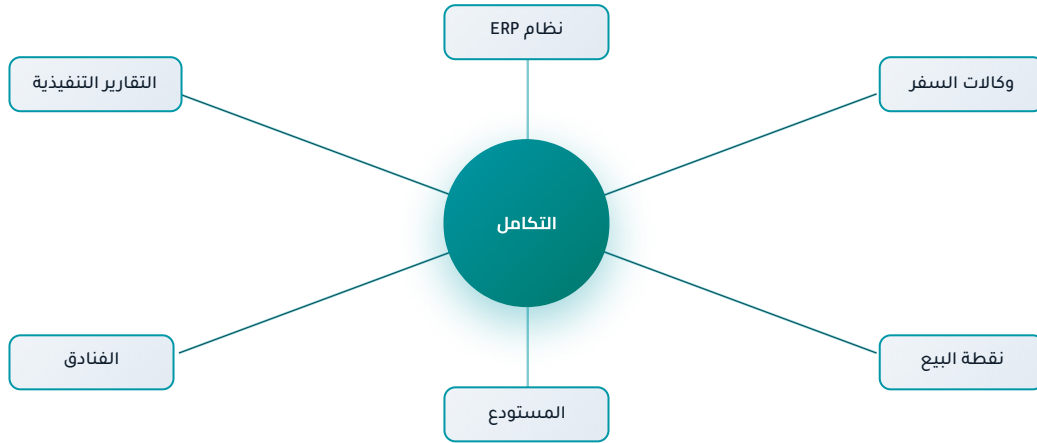 نظام ERP
وكالات السفر
التقارير التنفيذية
التكامل
نقطة البيع
الفنادق
المستودع